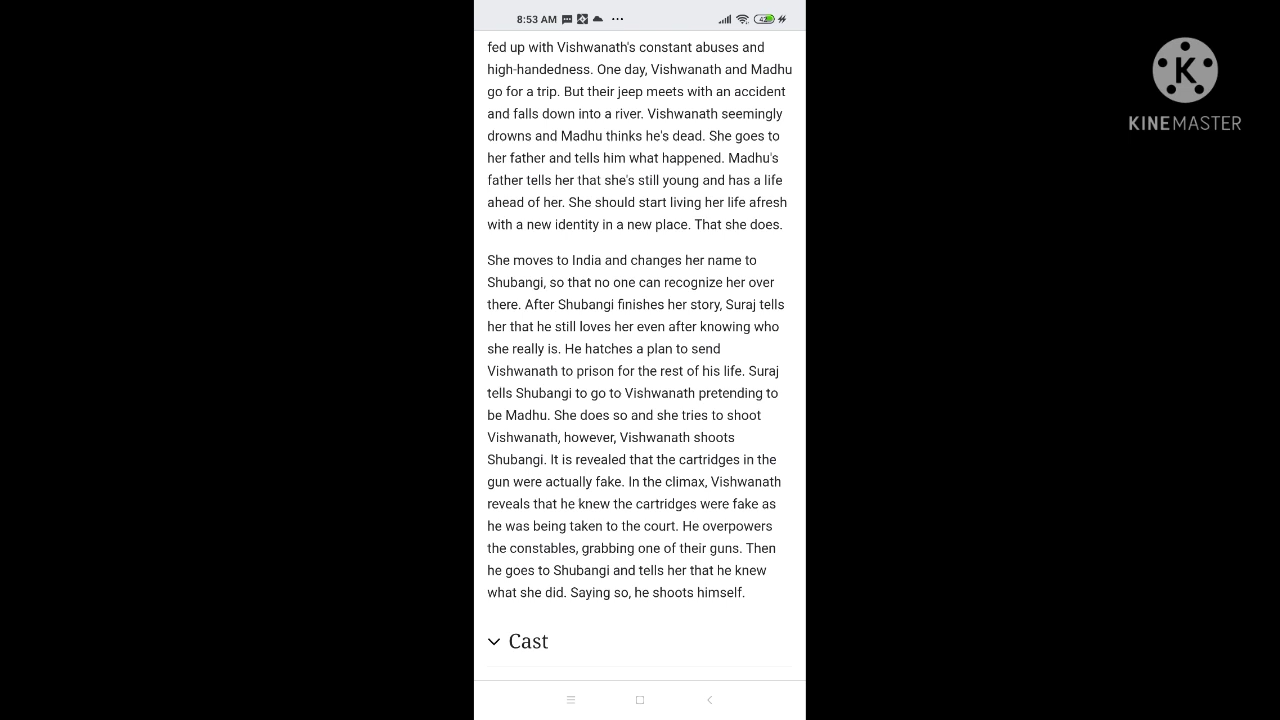 8:53 AM
42
fed up with Vishwanath's constant abuses and
high-handedness. One day, Vishwanath and Madhu
go for a trip. But their jeep meets with an accident
and falls down into a river. Vishwanath seemingly
drowns and Madhu thinks he's dead. She goes to
her father and tells him what happened. Madhu's
father tells her that she's still young and has a life
ahead of her. She should start living her life afresh
with a new identity in a new place. That she does.
She moves to India and changes her name to
Shubangi, so that no one can recognize her over
there. After Shubangi finishes her story, Suraj tells
her that he still loves her even after knowing who
she really is. He hatches a plan to send
Vishwanath to prison for the rest of his life. Suraj
tells Shubangi to go to Vishwanath pretending to
be Madhu. She does so and she tries to shoot
Vishwanath, however, Vishwanath shoots
Shubangi. It is revealed that the cartridges in the
gun were actually fake. In the climax, Vishwanath
reveals that he knew the cartridges were fake as
he was being taken to the court. He overpowers
the constables, grabbing one of their guns. Then
he goes to Shubangi and tells her that he knew
what she did. Saying so, he shoots himself.
Cast
K
KINEMASTER